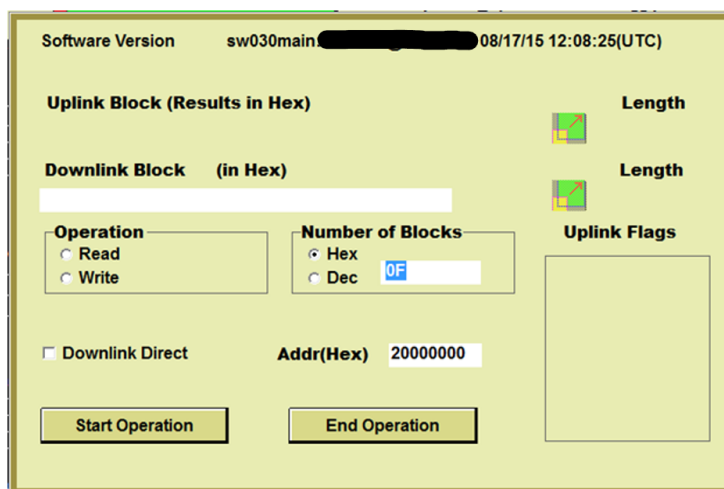 Software Version sw030main: 08/17/15 12:08:25(UTC)
Uplink Block (Results in Hex) Length
Downlink Block (in Hex) Length
Operation Number of Blocks Uplink Flags
Read Hex
Write Dec 0F
Downlink Direct Addr(Hex) 20000000
Start Operation End Operation